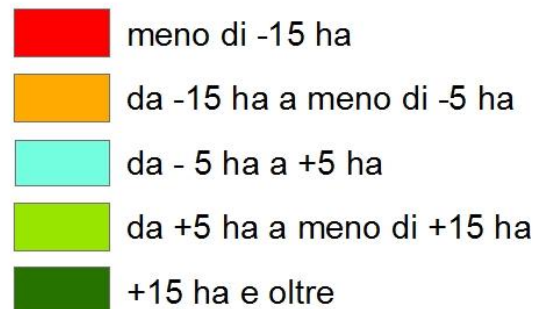 meno di -15 ha
da -15 ha a meno di -5 ha
da - 5 ha a +5 ha
da +5 ha a meno di +15 ha
+15 ha e oltre